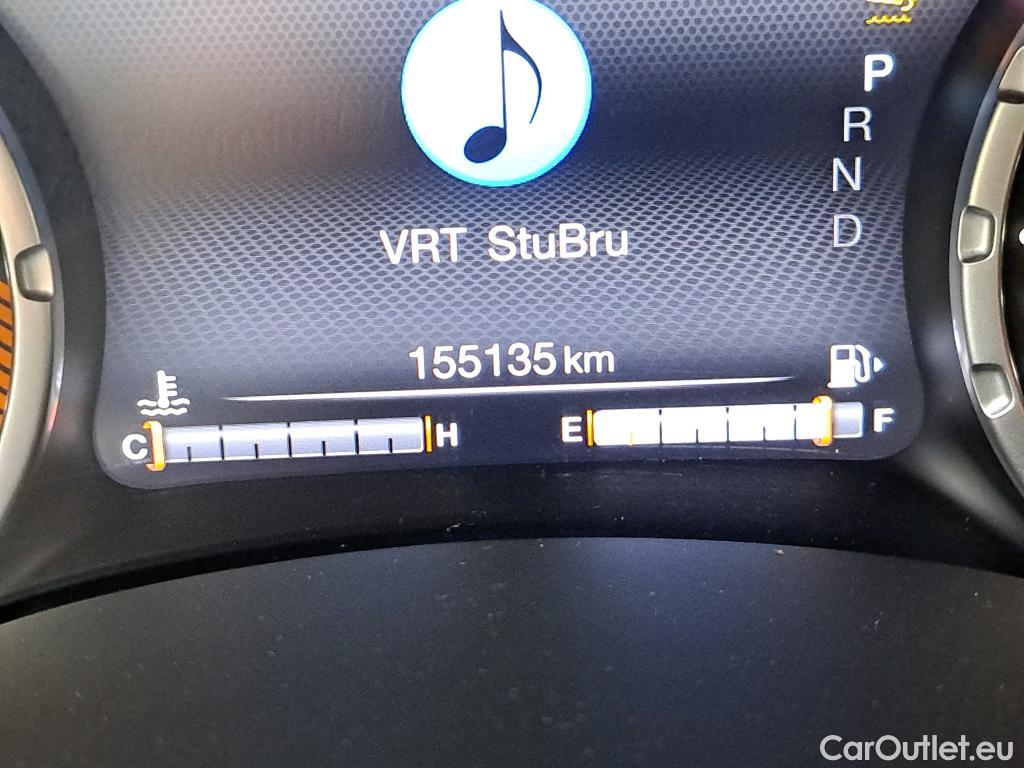 P
R
N
D
VRT StuBru
155135 km
C H
E F
CarOutlet.eu